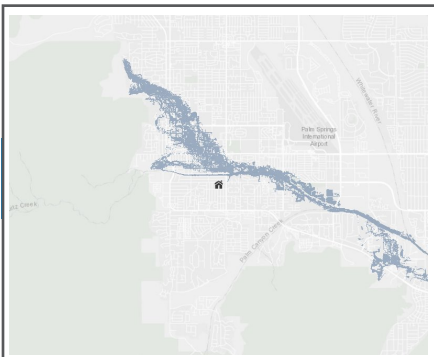 Whitewater River
Palm Springs
International
Airport
Creek
Palm Canyon Creek